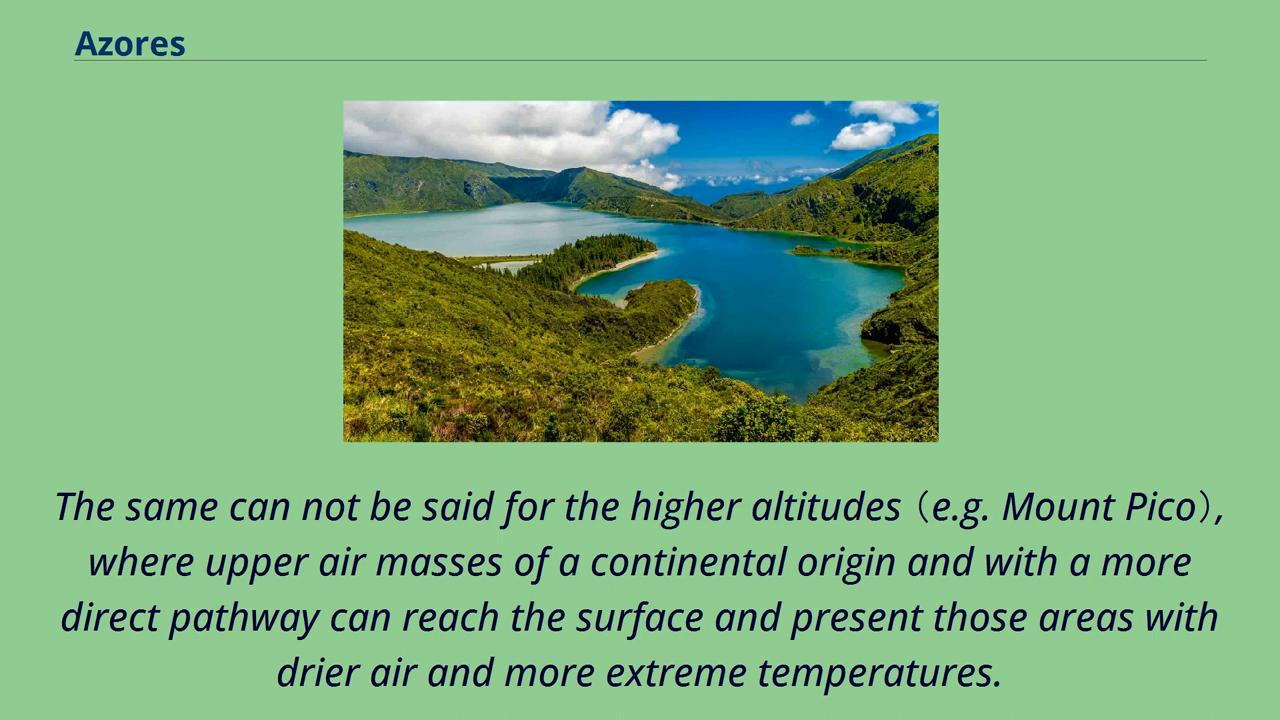 Azores
The same can not be said for the higher altitudes（e.g. Mount Pico）,
where upper air masses of a continental origin and with a more
direct pathway can reach the surface and present those areas with
drier air and more extreme temperatures.